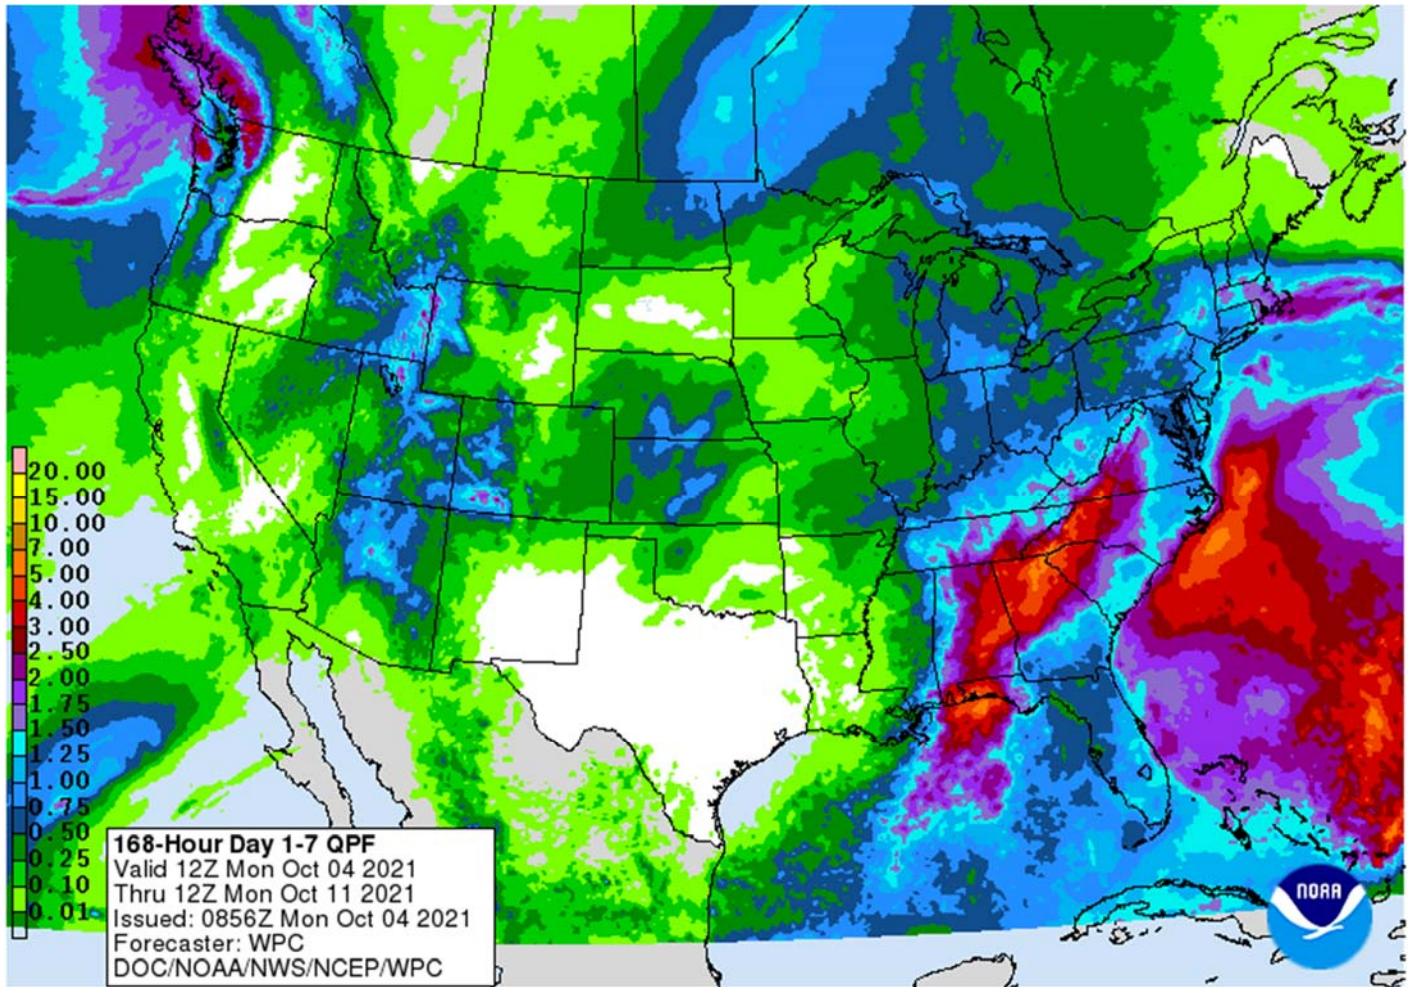 20.00
15.00
10.00
7.00
5.00
4.00
3.00
2.50
2.00
1.75
1.50
1.25
1.00
0.75
0.50
0.25
0.10
0.01
168-Hour Day 1-7 QPF
Valid 12Z Mon Oct 04 2021
Thru 12Z Mon Oct 11 2021
Issued: 0856Z Mon Oct 04 2021
Forecaster: WPC
DOC/NOAA/NWS/NCEP/WPC
NOAA